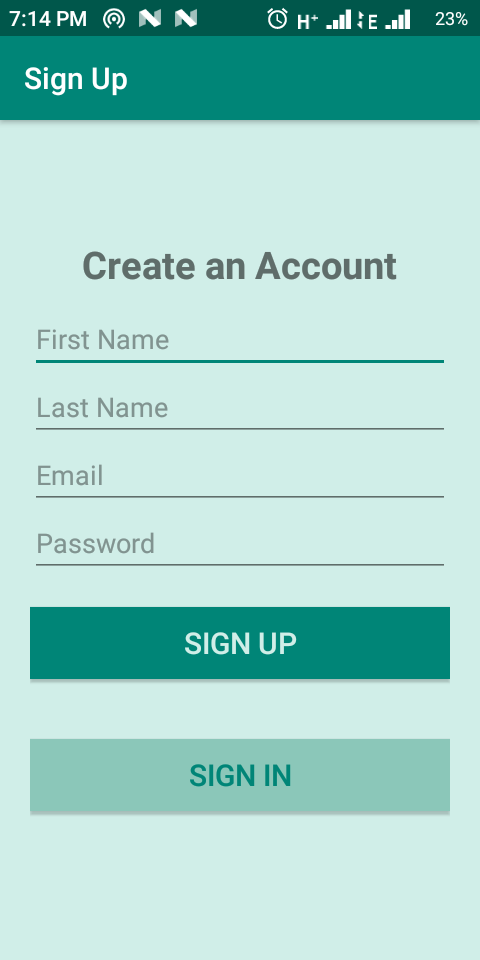 7:14 PM H+ E 23%
Sign Up
Create an Account
First Name
Last Name
Email
Password
SIGN UP
SIGN IN